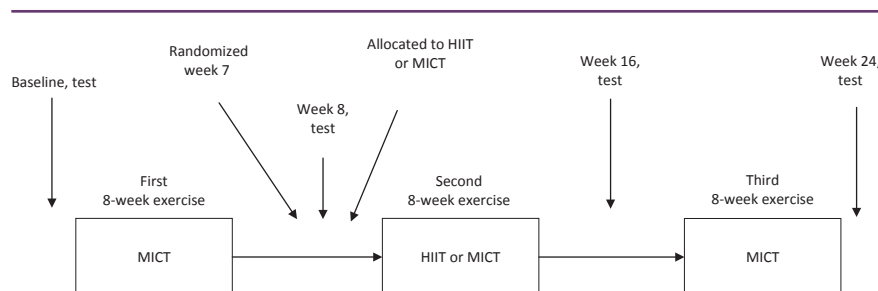 Baseline, test
Randomized
week 7
Week 8,
test
Allocated to HIIT
or MICT
Week 16,
test
Week 24,
test
First
8-week exercise
Second
8-week exercise
Third
8-week exercise
MICT
HIIT or MICT
MICT